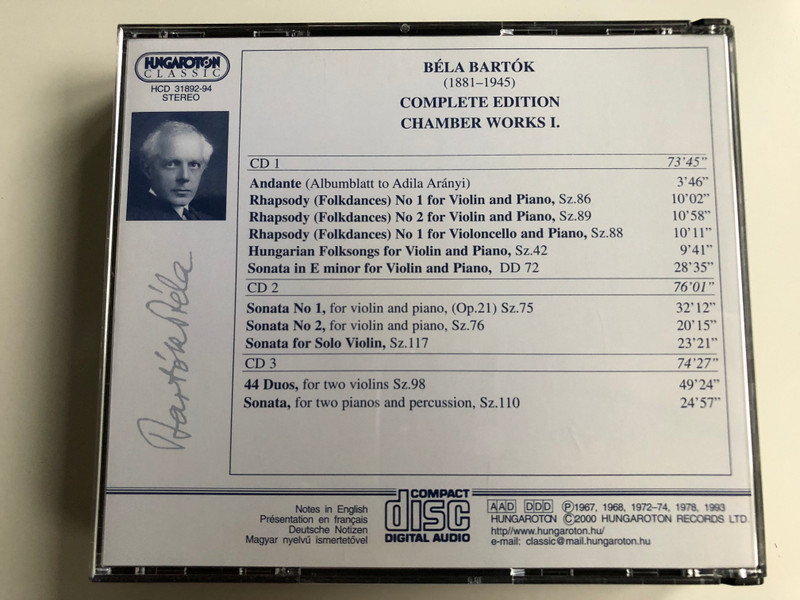 HUNGAROTON
CLASSIC
HCD 31892-94
STEREO
BÉLA BARTÓK
(1881–1945)
COMPLETE EDITION
CHAMBER WORKS I.
CD 1 73'45"
Andante (Albumblatt to Adila Arányi) 3'46"
Rhapsody (Folkdances) No 1 for Violin and Piano, Sz.86 10'02"
Rhapsody (Folkdances) No 2 for Violin and Piano, Sz.89 10'58"
Rhapsody (Folkdances) No 1 for Violoncello and Piano, Sz.88 10'11"
Hungarian Folksongs for Violin and Piano, Sz.42 9'41"
Sonata in E minor for Violin and Piano, DD 72 28'35"
CD 2 76'01"
Sonata No 1, for violin and piano, (Op.21) Sz.75 32'12"
Sonata No 2, for violin and piano, Sz.76 20'15"
Sonata for Solo Violin, Sz.117 23'21"
CD 3 74'27"
44 Duos, for two violins Sz.98 49'24"
Sonata, for two pianos and percussion, Sz.110 24'57"
Bartók Béla
Notes in English
Présentation en français
Deutsche Notizen
Magyar nyelvű ismertetővel
COMPACT
disc
DIGITAL AUDIO
AAD DDD ℗1967, 1968, 1972–74, 1978, 1993
HUNGAROTON ©2000 HUNGAROTON RECORDS LTD.
http//www.hungaroton.hu/
e-mail: classic@mail.hungaroton.hu